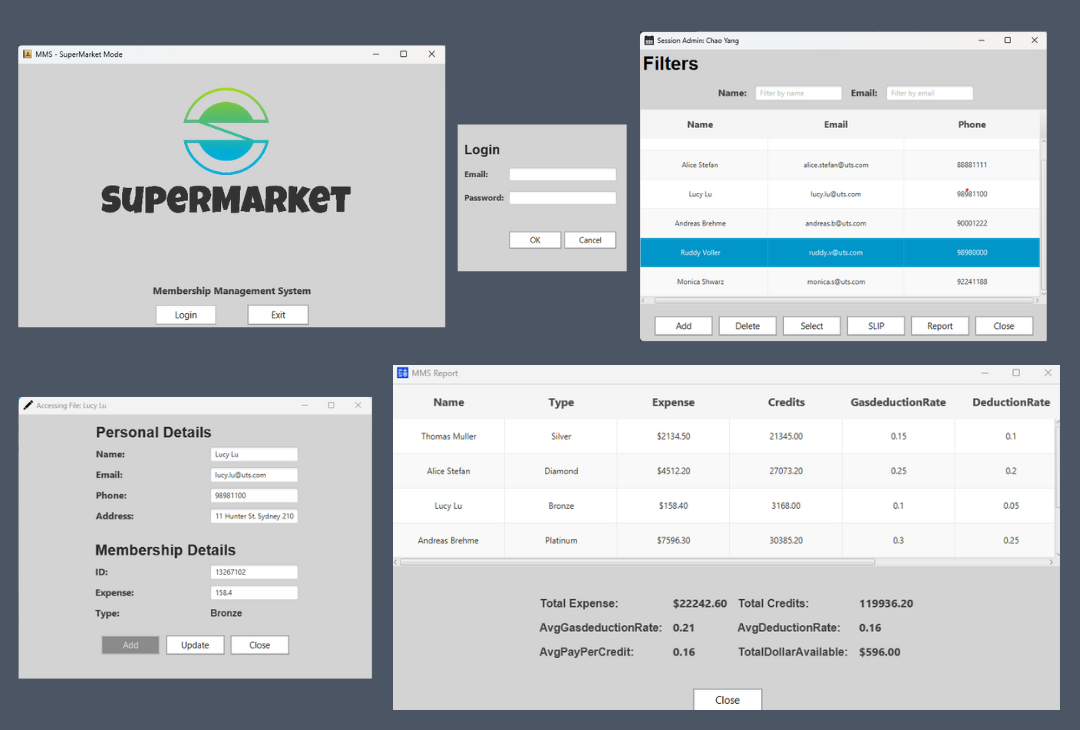 MMS - SuperMarket Mode
SUPERMARKET
Membership Management System
Login Exit
Login
Email:
Password:
OK Cancel
Session Admin: Chao Yang
Filters
Name: Filter by name Email: Filter by email
Name Email Phone
Alice Stefan alice.stefan@uts.com 88881111
Lucy Lu lucy.lu@uts.com 98981100
Andreas Brehme andreas.b@uts.com 90001222
Ruddy Voller ruddy.v@uts.com 98980000
Monica Shwarz monica.s@uts.com 92241188
Add Delete Select SLIP Report Close
Accessing File: Lucy Lu
Personal Details
Name: Lucy Lu
Email: lucy.lu@uts.com
Phone: 98981100
Address: 11 Hunter St. Sydney 210
Membership Details
ID: 13267102
Expense: 158.4
Type: Bronze
Add Update Close
MMS Report
Name Type Expense Credits GasdeductionRate DeductionRate
Thomas Muller Silver $2134.50 21345.00 0.15 0.1
Alice Stefan Diamond $4512.20 27073.20 0.25 0.2
Lucy Lu Bronze $158.40 3168.00 0.1 0.05
Andreas Brehme Platinum $7596.30 30385.20 0.3 0.25
Total Expense: $22242.60 Total Credits: 119936.20
AvgGasdeductionRate: 0.21 AvgDeductionRate: 0.16
AvgPayPerCredit: 0.16 TotalDollarAvailable: $596.00
Close